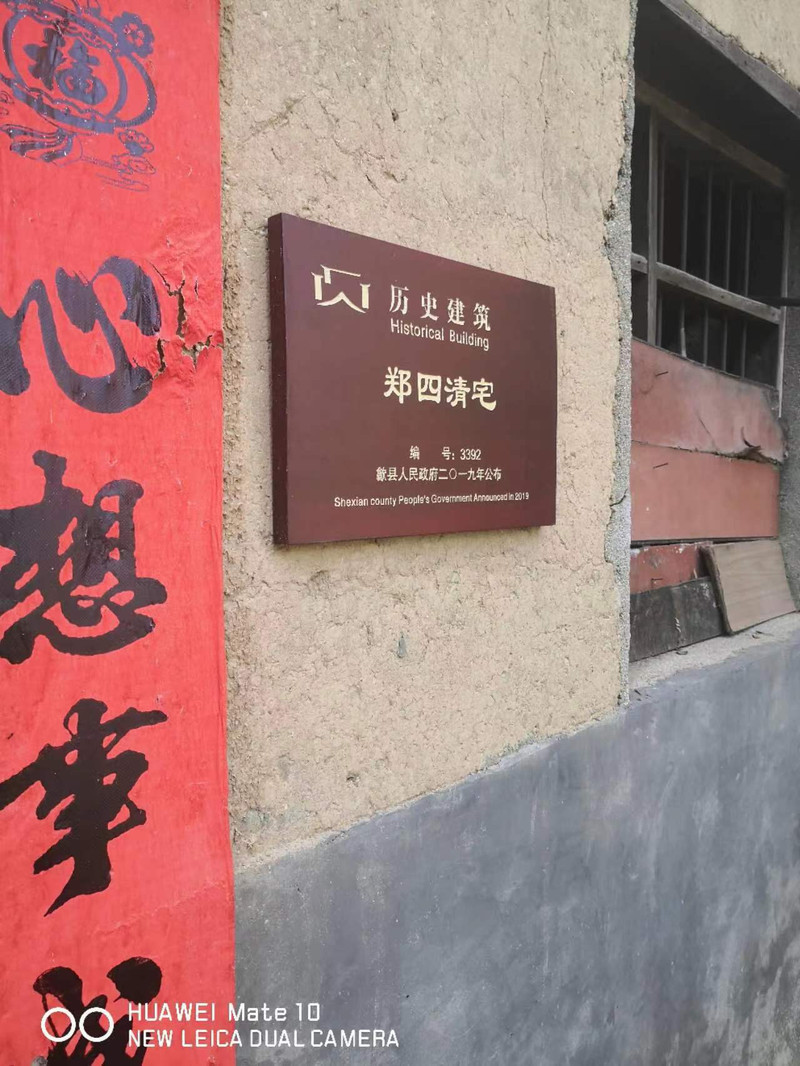 福
心
想
事
成
历史建筑
Historical Building
郑四清宅
编 号: 3392
歙县人民政府二〇一九年公布
Shexian county People's Government Announced in 2019
HUAWEI Mate 10
NEW LEICA DUAL CAMERA